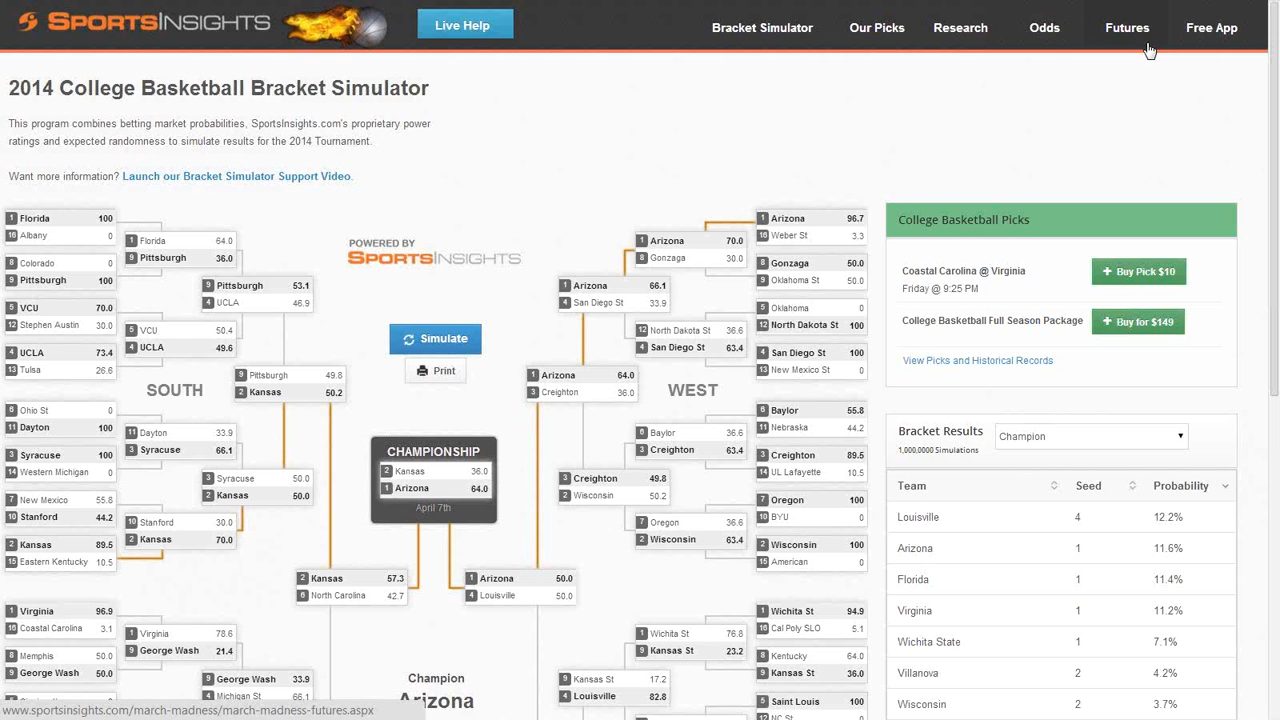 SPORTSINSIGHTS
Live Help
Bracket Simulator
Our Picks
Research
Odds
Futures
Free App
2014 College Basketball Bracket Simulator
This program combines betting market probabilities, SportsInsights.com's proprietary power
ratings and expected randomness to simulate results for the 2014 Tournament.
Want more information? Launch our Bracket Simulator Support Video.
1 Florida 100
16 Albany 0
8 Colorado 0
9 Pittsburgh 100
5 VCU 70.0
12 Stephen Austin 30.0
4 UCLA 73.4
13 Tulsa 26.6
6 Ohio St 0
11 Dayton 100
3 Syracuse 100
14 Western Michigan 0
7 New Mexico 55.8
10 Stanford 44.2
2 Kansas 89.5
15 Eastern Kentucky 10.5
1 Florida 64.0
9 Pittsburgh 36.0
5 VCU 50.4
4 UCLA 49.6
11 Dayton 33.9
3 Syracuse 66.1
10 Stanford 30.0
2 Kansas 70.0
9 Pittsburgh 53.1
4 UCLA 46.9
3 Syracuse 50.0
2 Kansas 50.0
SOUTH
9 Pittsburgh 49.8
2 Kansas 50.2
1 Virginia 96.9
16 Coastal Carolina 3.1
8 Memphis 50.0
9 George Wash 50.0
1 Virginia 78.6
9 George Wash 21.4
9 George Wash 33.9
4 Michigan St 66.1
POWERED BY
SPORTSINSIGHTS
Simulate
Print
CHAMPIONSHIP
2 Kansas 36.0
1 Arizona 64.0
April 7th
2 Kansas 57.3
6 North Carolina 42.7
1 Arizona 50.0
4 Louisville 50.0
Champion
Arizona
1 Arizona 96.7
16 Weber St 3.3
8 Gonzaga 50.0
9 Oklahoma St 50.0
5 Oklahoma 0
12 North Dakota St 100
4 San Diego St 100
13 New Mexico St 0
6 Baylor 55.8
11 Nebraska 44.2
3 Creighton 89.5
14 UL Lafayette 10.5
7 Oregon 100
10 BYU 0
2 Wisconsin 100
15 American 0
1 Arizona 70.0
8 Gonzaga 30.0
12 North Dakota St 36.6
4 San Diego St 63.4
6 Baylor 36.6
3 Creighton 63.4
7 Oregon 36.6
2 Wisconsin 63.4
1 Arizona 66.1
4 San Diego St 33.9
3 Creighton 49.8
2 Wisconsin 50.2
WEST
1 Arizona 64.0
3 Creighton 36.0
1 Wichita St 94.9
16 Cal Poly SLO 5.1
8 Kentucky 64.0
9 Kansas St 36.0
5 Saint Louis 100
1 Wichita St 76.8
9 Kansas St 23.2
9 Kansas St 17.2
4 Louisville 82.8
College Basketball Picks
Coastal Carolina @ Virginia
Friday @ 9:25 PM
+ Buy Pick $10
College Basketball Full Season Package
+ Buy for $149
View Picks and Historical Records
Bracket Results
1,000,0000 Simulations
Champion
Team Seed Probability
Louisville 4 12.2%
Arizona 1 11.6%
Florida 1 11.4%
Virginia 1 11.2%
Wichita State 1 7.1%
Villanova 2 4.2%
Wisconsin 2 3.7%
www.sportsinsights.com/march-madness/march-madness-futures.aspx